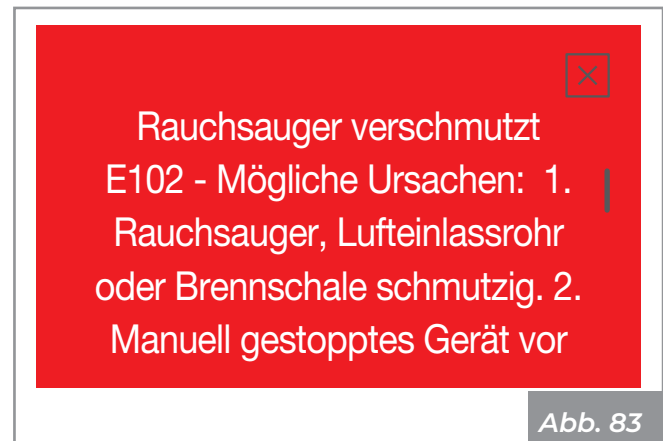 Rauchsauger verschmutzt
E102 - Mögliche Ursachen: 1.
Rauchsauger, Lufteinlassrohr
oder Brennschale schmutzig. 2.
Manuell gestopptes Gerät vor
Abb. 83